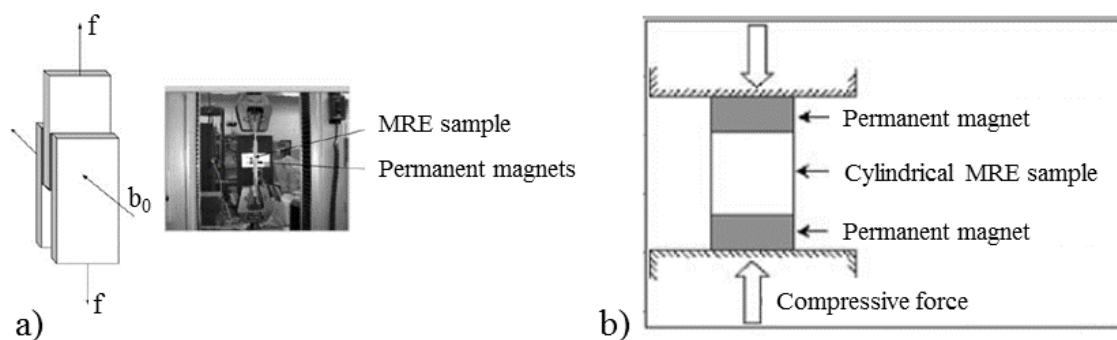 f
MRE sample
Permanent magnets
b0
f
a)
Permanent magnet
Cylindrical MRE sample
Permanent magnet
Compressive force
b)